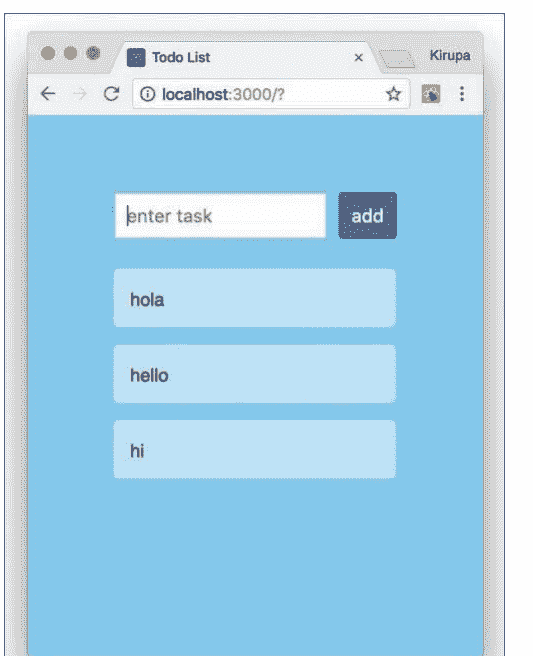 Todo List
Kirupa
localhost:3000/?
enter task
add
hola
hello
hi